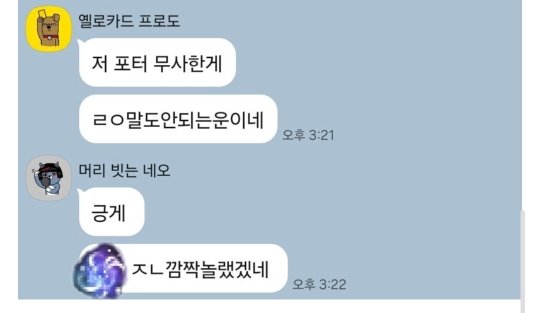 옐로카드 프로도
저 포터 무사한게
ㄹㅇ말도안되는운이네
오후 3:21
머리 빗는 네오
긍게
ㅈㄴ깜짝놀랬겠네
오후 3:22